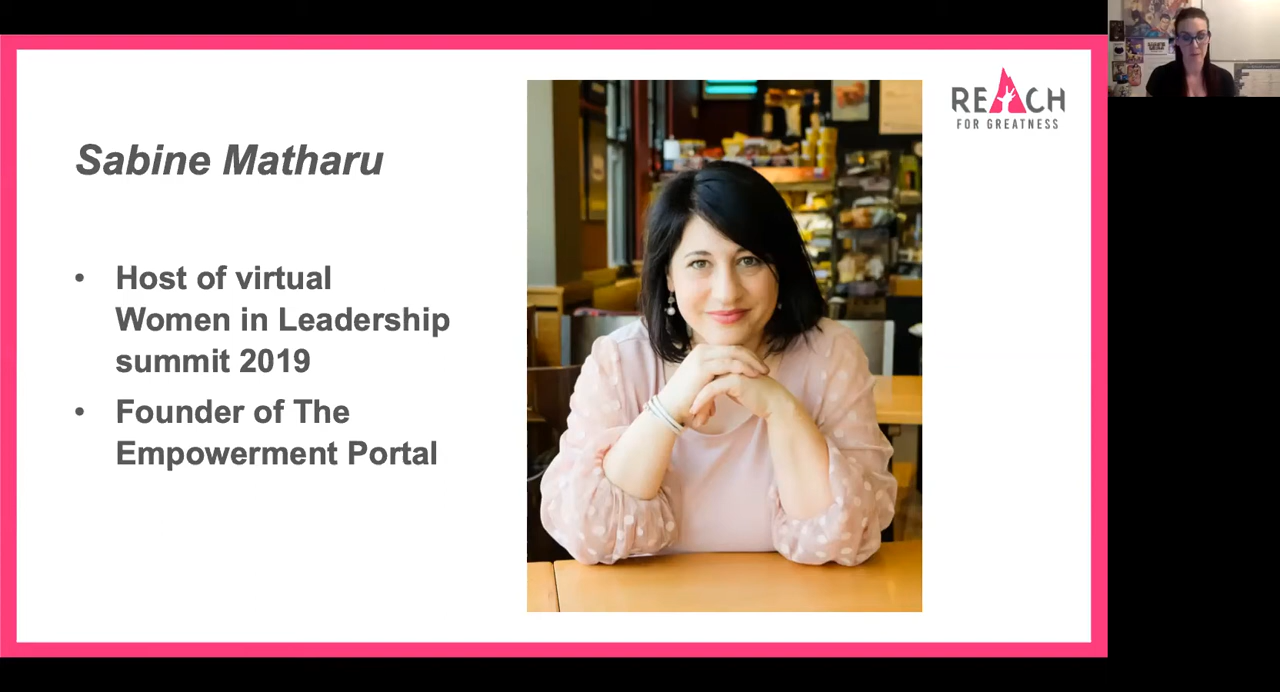 REACH
FOR GREATNESS
Sabine Matharu
• Host of virtual
Women in Leadership
summit 2019
• Founder of The
Empowerment Portal